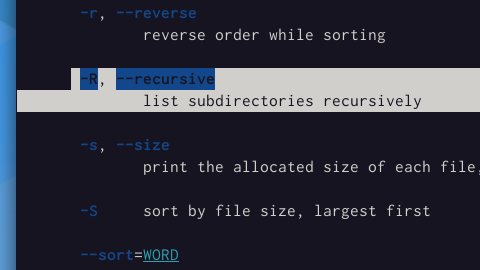 -r, --reverse
reverse order while sorting
-R, --recursive
list subdirectories recursively
-s, --size
print the allocated size of each file,
-S     sort by file size, largest first
--sort=WORD